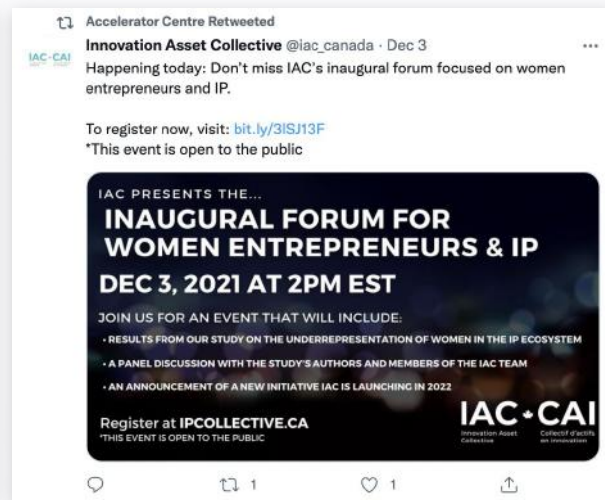 Accelerator Centre Retweeted
IAC-CAI
Innovation Asset Collective @iac_canada · Dec 3
Happening today: Don't miss IAC's inaugural forum focused on women
entrepreneurs and IP.
To register now, visit: bit.ly/3lSJ13F
*This event is open to the public
IAC PRESENTS THE...
INAUGURAL FORUM FOR
WOMEN ENTREPRENEURS & IP
DEC 3, 2021 AT 2PM EST
JOIN US FOR AN EVENT THAT WILL INCLUDE:
• RESULTS FROM OUR STUDY ON THE UNDERREPRESENTATION OF WOMEN IN THE IP ECOSYSTEM
• A PANEL DISCUSSION WITH THE STUDY'S AUTHORS AND MEMBERS OF THE IAC TEAM
• AN ANNOUNCEMENT OF A NEW INITIATIVE IAC IS LAUNCHING IN 2022
Register at IPCOLLECTIVE.CA
*THIS EVENT IS OPEN TO THE PUBLIC
IAC CAI
Innovation Asset Collective
Collectif d'actifs en innovation
1
1